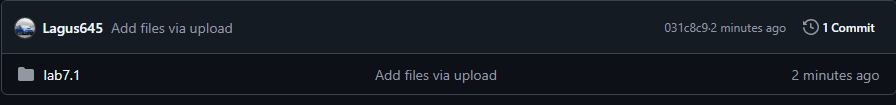 Lagus645 Add files via upload 031c8c9·2 minutes ago 1 Commit
lab7.1 Add files via upload 2 minutes ago